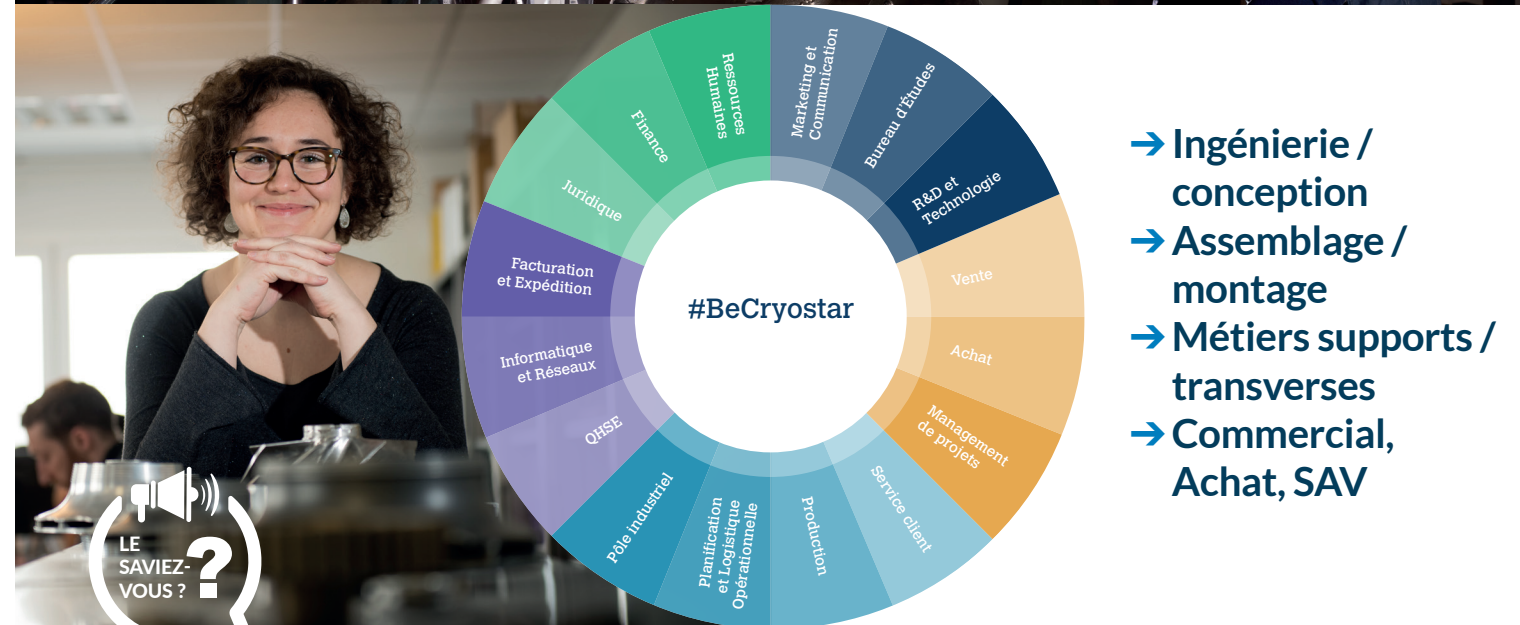 Ressources
Humaines
Marketing et
Communication
Bureau d'Études
R&D et
Technologie
Vente
Achat
Management
de projets
Service client
Production
Planification
et Logistique
Opérationnelle
Pôle industriel
QHSE
Informatique
et Réseaux
Facturation
et Expédition
Juridique
Finance
#BeCryostar
➔ Ingénierie /
conception
➔ Assemblage /
montage
➔ Métiers supports /
transverses
➔ Commercial,
Achat, SAV
LE
SAVIEZ-
VOUS ?
?